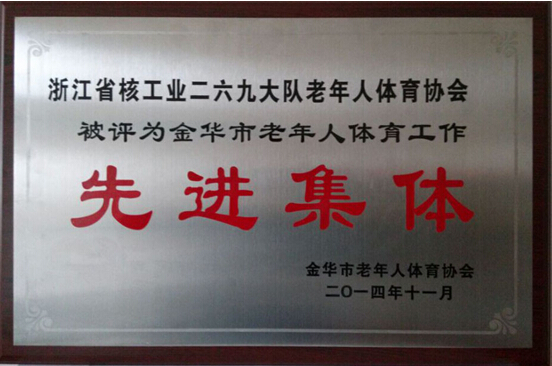 浙江省核工业二六九大队老年人体育协会
被评为金华市老年人体育工作
先进集体
金华市老年人体育协会
二〇一四年十一月